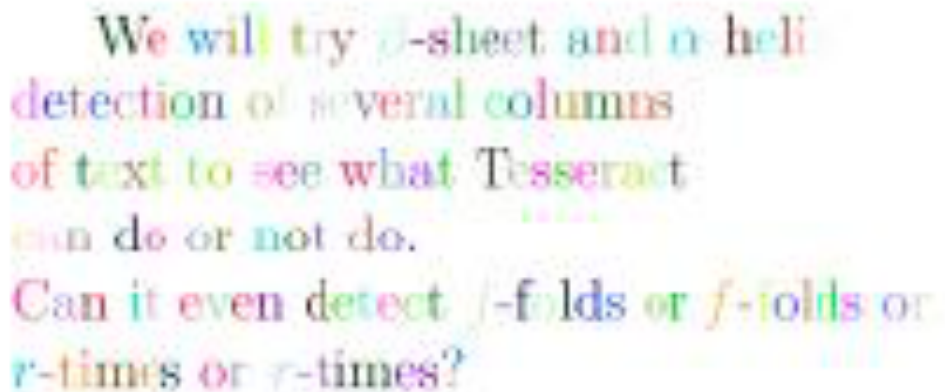 We will try β-sheet and α heli
detection of several columns
of text to see what Tesseract
can do or not do.
Can it even detect f-folds or f-folds or
r-times or r-times?